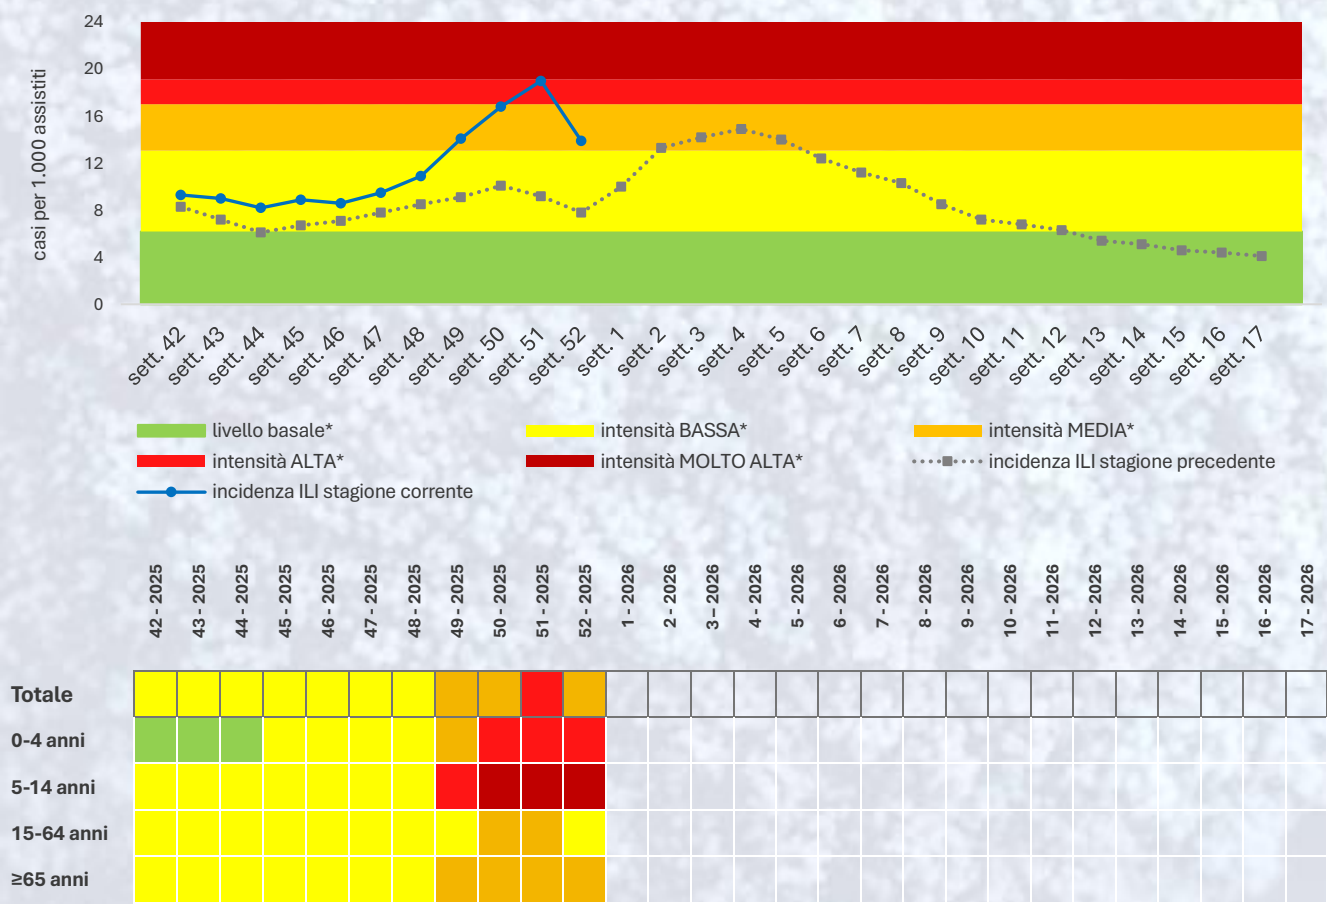 24
20
16
12
8
4
0
casi per 1.000 assistiti
sett. 42 sett. 43 sett. 44 sett. 45 sett. 46 sett. 47 sett. 48 sett. 49 sett. 50 sett. 51 sett. 52 sett. 1 sett. 2 sett. 3 sett. 4 sett. 5 sett. 6 sett. 7 sett. 8 sett. 9 sett. 10 sett. 11 sett. 12 sett. 13 sett. 14 sett. 15 sett. 16 sett. 17
livello basale* intensità BASSA* intensità MEDIA*
intensità ALTA* intensità MOLTO ALTA* incidenza ILI stagione precedente
incidenza ILI stagione corrente
42 - 2025 43 - 2025 44 - 2025 45 - 2025 46 - 2025 47 - 2025 48 - 2025 49 - 2025 50 - 2025 51 - 2025 52 - 2025 1 - 2026 2 - 2026 3 – 2026 4 - 2026 5 - 2026 6 - 2026 7 - 2026 8 - 2026 9 - 2026 10 - 2026 11 - 2026 12 - 2026 13 - 2026 14 - 2026 15 - 2026 16 - 2026 17 - 2026
Totale
0-4 anni
5-14 anni
15-64 anni
≥65 anni